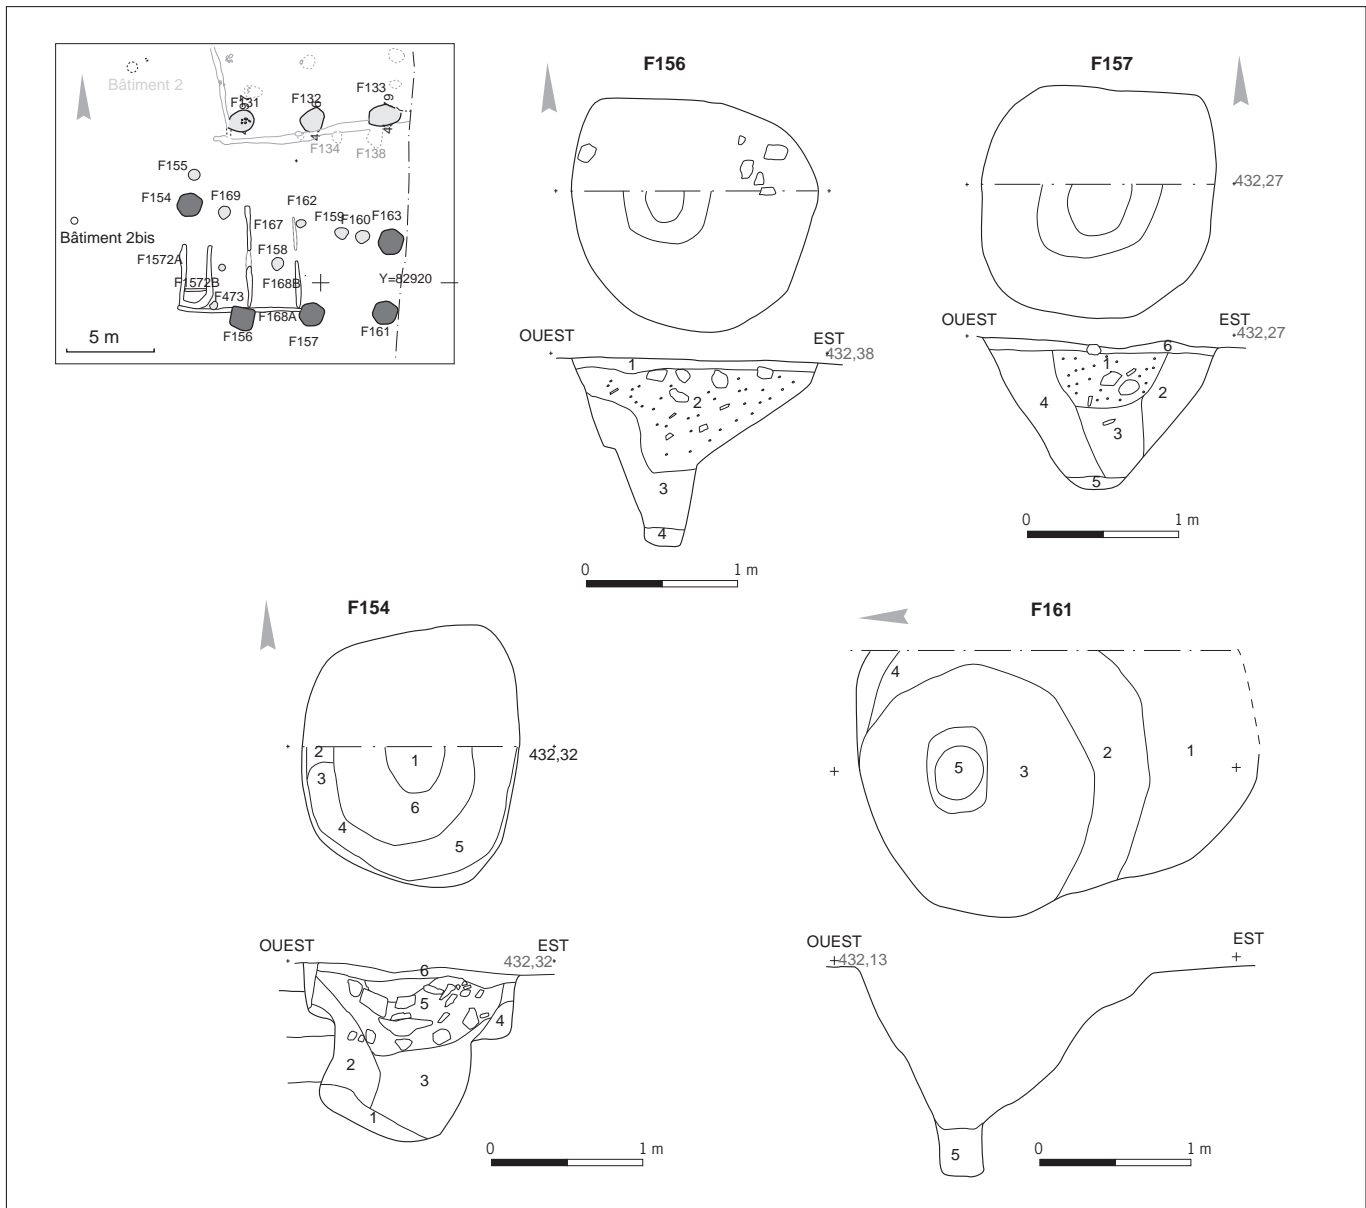 Bâtiment 2
F131
F132
F133
F134
F138
F155
F154
F169
F162
F167
F159
F160
F163
Bâtiment 2bis
F1572A
F158
F1572B
F168B
Y=82920
F473
F168A
F156
F157
F161
5 m
F156
OUEST
EST
432,38
1
2
3
4
0 1 m
F157
432,27
OUEST
EST
432,27
6
1
4
2
3
5
0 1 m
F154
2
1
432,32
3
6
4
5
OUEST
EST
432,32
6
5
4
2
3
1
0 1 m
F161
4
2
1
5
3
OUEST
EST
432,13
5
0 1 m